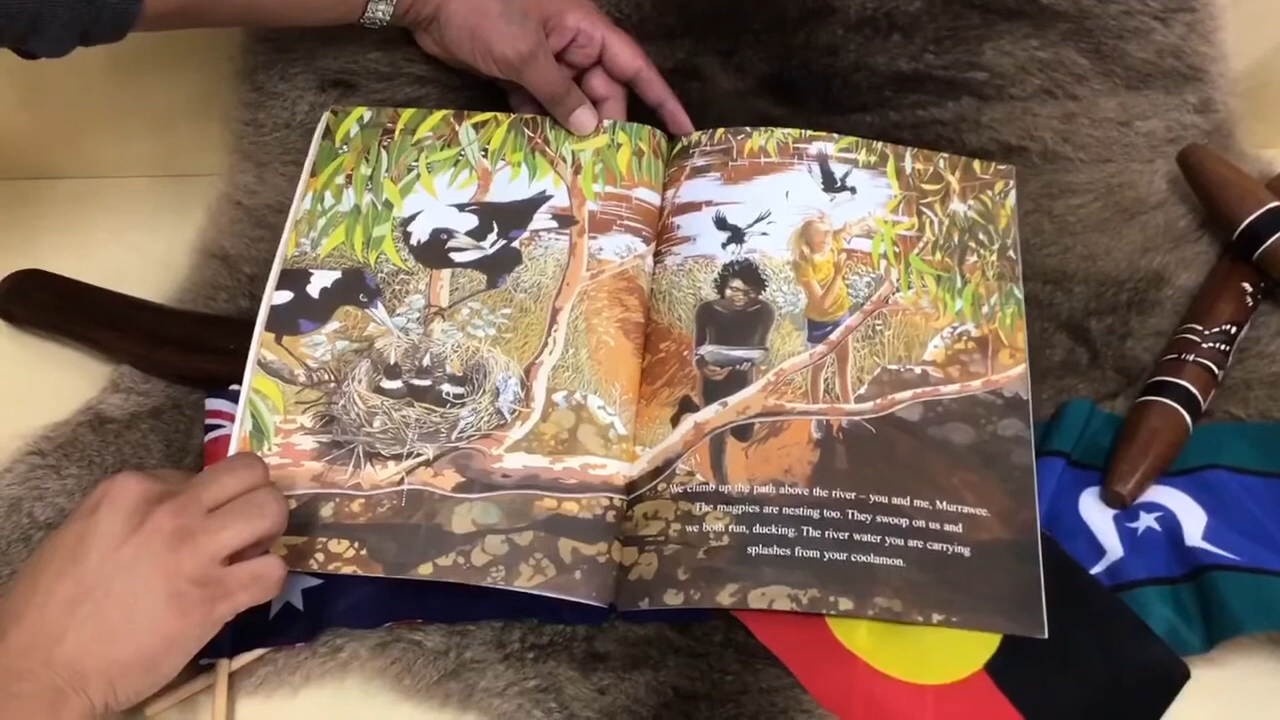 We climb up the path above the river – you and me, Murrawee.
The magpies are nesting too. They swoop on us and
we both run, ducking. The river water you are carrying
splashes from your coolamon.